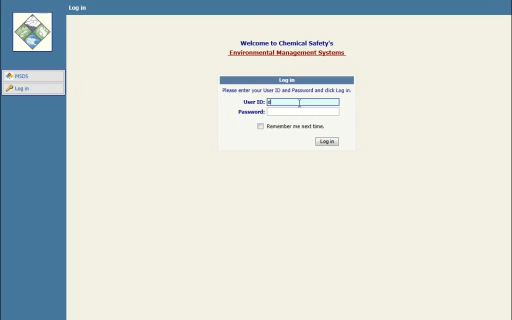 Log in
Welcome to Chemical Safety's
Environmental Management Systems
MSDS
Log in
Log in
Please enter your User ID and Password and click Log in.
User ID:
Password:
Remember me next time.
Log in